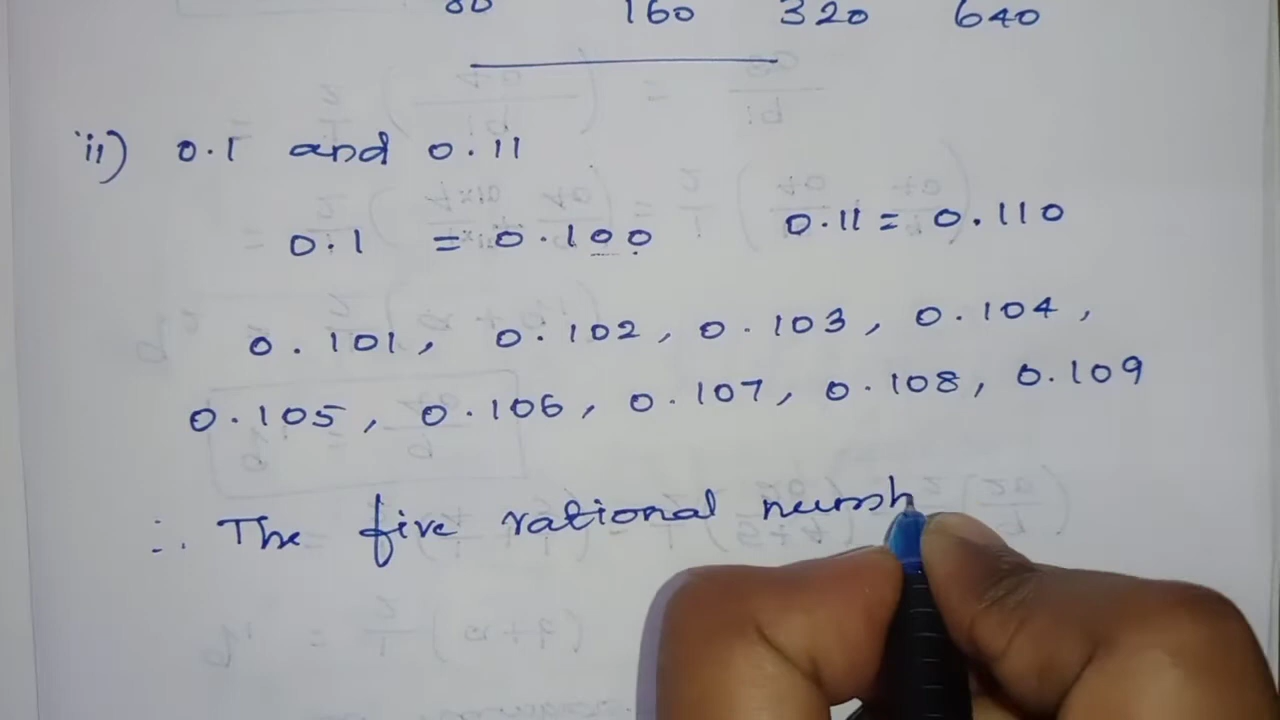 160 320 640
ii) 0.1 and 0.11
0.1 = 0.100 0.11 = 0.110
0.101, 0.102, 0.103, 0.104,
0.105, 0.106, 0.107, 0.108, 0.109
∴ The five rational numb